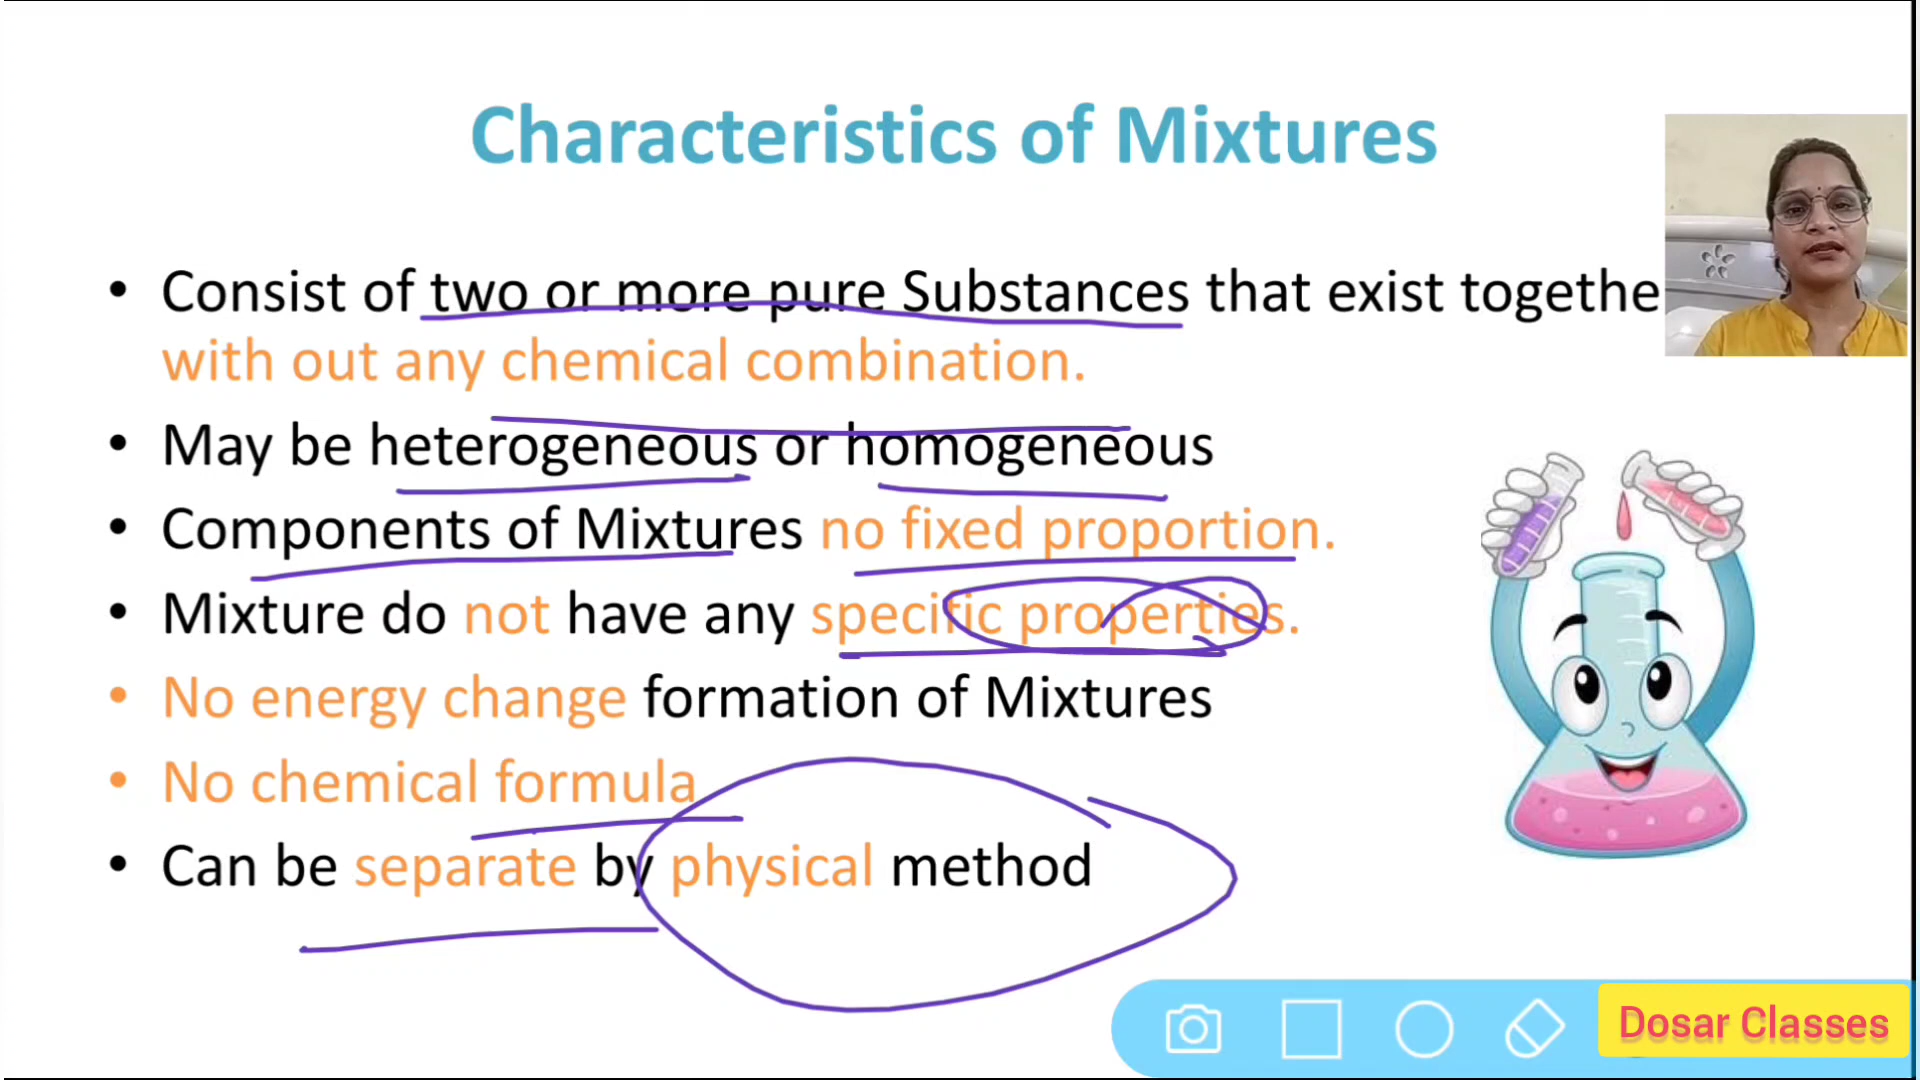 Characteristics of Mixtures
• Consist of two or more pure Substances that exist togethe
with out any chemical combination.
• May be heterogeneous or homogeneous
• Components of Mixtures no fixed proportion.
• Mixture do not have any specific properties.
• No energy change formation of Mixtures
• No chemical formula
• Can be separate by physical method
Dosar Classes